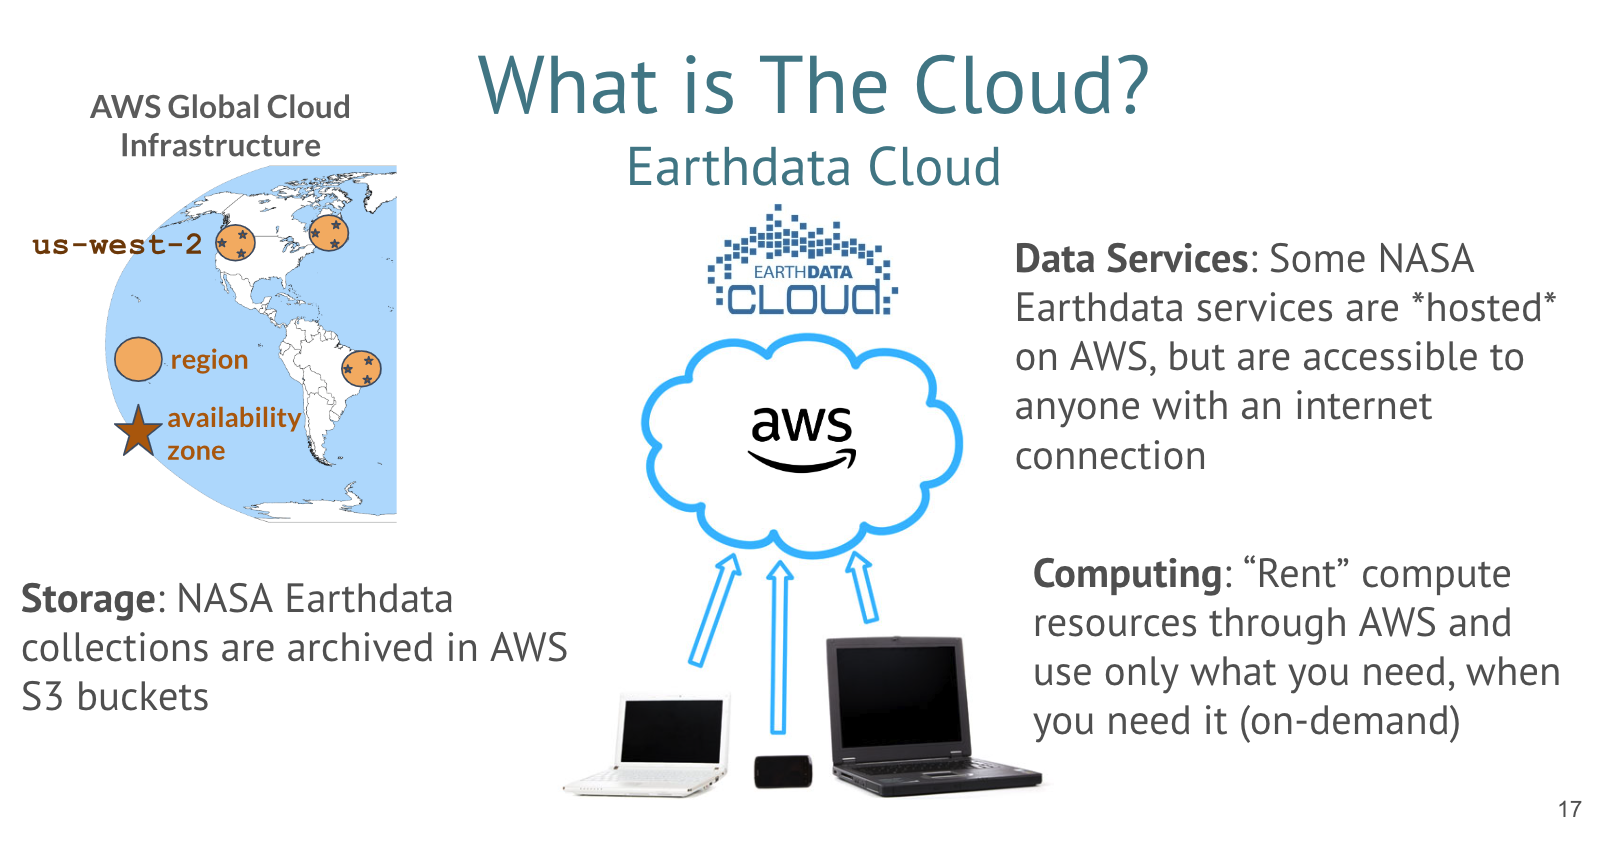 What is The Cloud?
Earthdata Cloud
AWS Global Cloud
Infrastructure
us-west-2
region
availability
zone
EARTHDATA
CLOUD
aws
Data Services: Some NASA
Earthdata services are *hosted*
on AWS, but are accessible to
anyone with an internet
connection
Storage: NASA Earthdata
collections are archived in AWS
S3 buckets
Computing: “Rent” compute
resources through AWS and
use only what you need, when
you need it (on-demand)
17